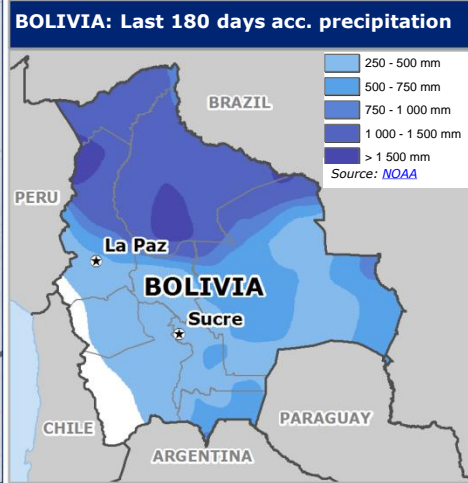 BOLIVIA: Last 180 days acc. precipitation
250 - 500 mm
500 - 750 mm
750 - 1 000 mm
1 000 - 1 500 mm
> 1 500 mm
Source: NOAA
BRAZIL
PERU
La Paz
BOLIVIA
Sucre
PARAGUAY
CHILE
ARGENTINA